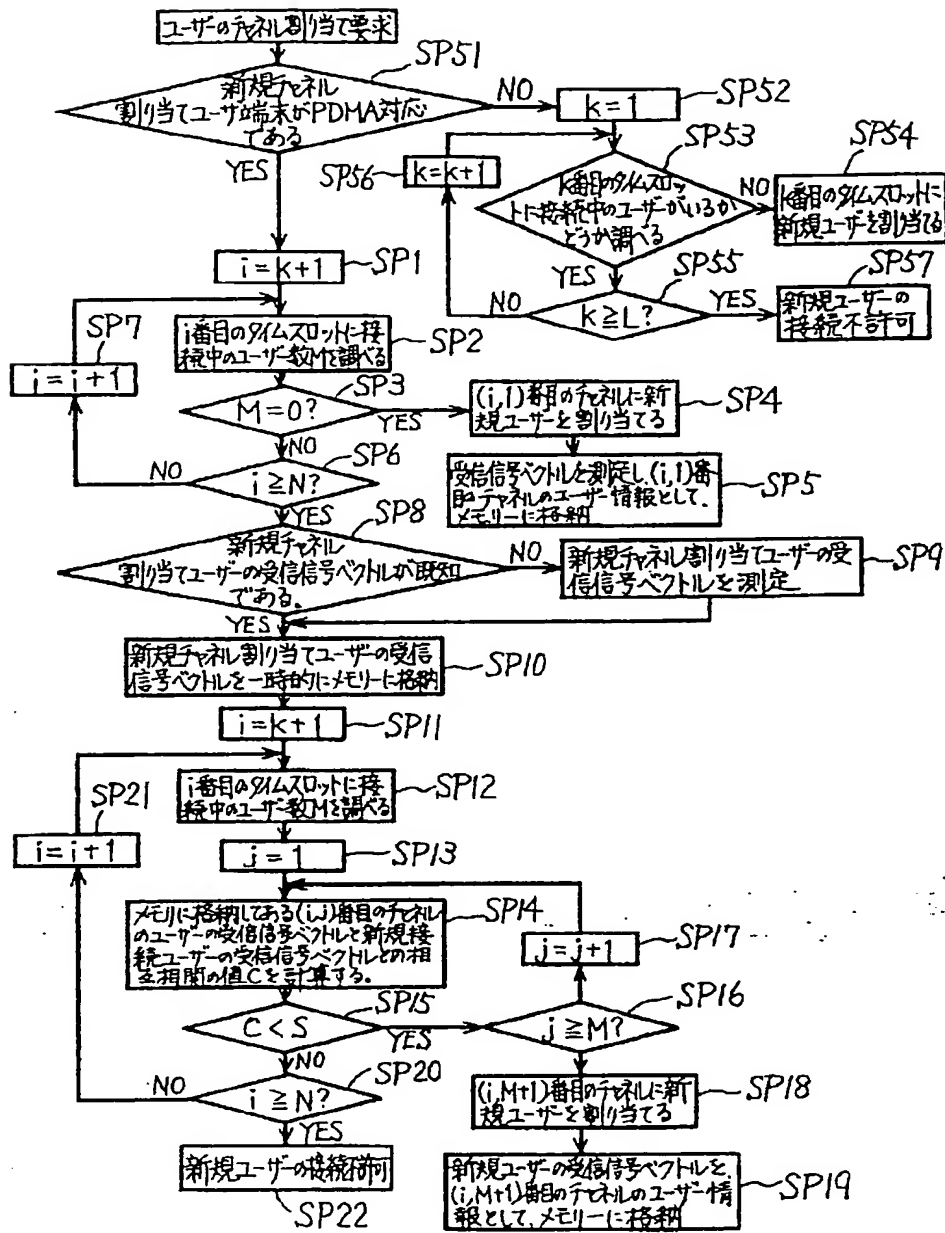 ユーザーのチャネル割り当て要求
SP51
新規チャネル
割り当てユーザ端末がPDMA対応
である
NO
YES
k=1
SP52
SP53
k番目のタイムスロッ
トに接続中のユーザーがいるか
どうか調べる
NO
SP54
k番目のタイムスロットに
新規ユーザーを割り当てる
SP56
k=k+1
YES
SP55
k≧L?
NO
YES
SP57
新規ユーザーの
接続不許可
i=k+1
SP1
i番目のタイムスロットに接
続中のユーザー数Mを調べる
SP2
SP7
i=i+1
SP3
M=0?
YES
NO
(i,1)番目のチャネルに新
規ユーザーを割り当てる
SP4
受信信号ベクトルを測定し、(i,1)番
目チャネルのユーザー情報として、
メモリーに格納
SP5
SP6
i≧N?
NO
YES
SP8
新規チャネル
割り当てユーザーの受信信号ベクトルが既知
である。
NO
YES
新規チャネル割り当てユーザーの受
信信号ベクトルを測定
SP9
新規チャネル割り当てユーザーの受信
信号ベクトルを一時的にメモリーに格納
SP10
i=k+1
SP11
i番目のタイムスロットに接
続中のユーザー数Mを調べる
SP12
SP21
i=i+1
j=1
SP13
メモリに格納してある(i,j)番目のチャネル
のユーザーの受信信号ベクトルと新規接
続ユーザーの受信信号ベクトルとの相
互相関の値Cを計算する。
SP14
SP15
C<S
YES
NO
SP16
j≧M?
j=j+1
SP17
SP20
i≧N?
NO
YES
(i,M+1)番目のチャネルに新
規ユーザーを割り当てる
SP18
新規ユーザーの受信信号ベクトルを、
(i,M+1)番目のチャネルのユーザー情
報として、メモリーに格納
SP19
新規ユーザーの接続不許可
SP22